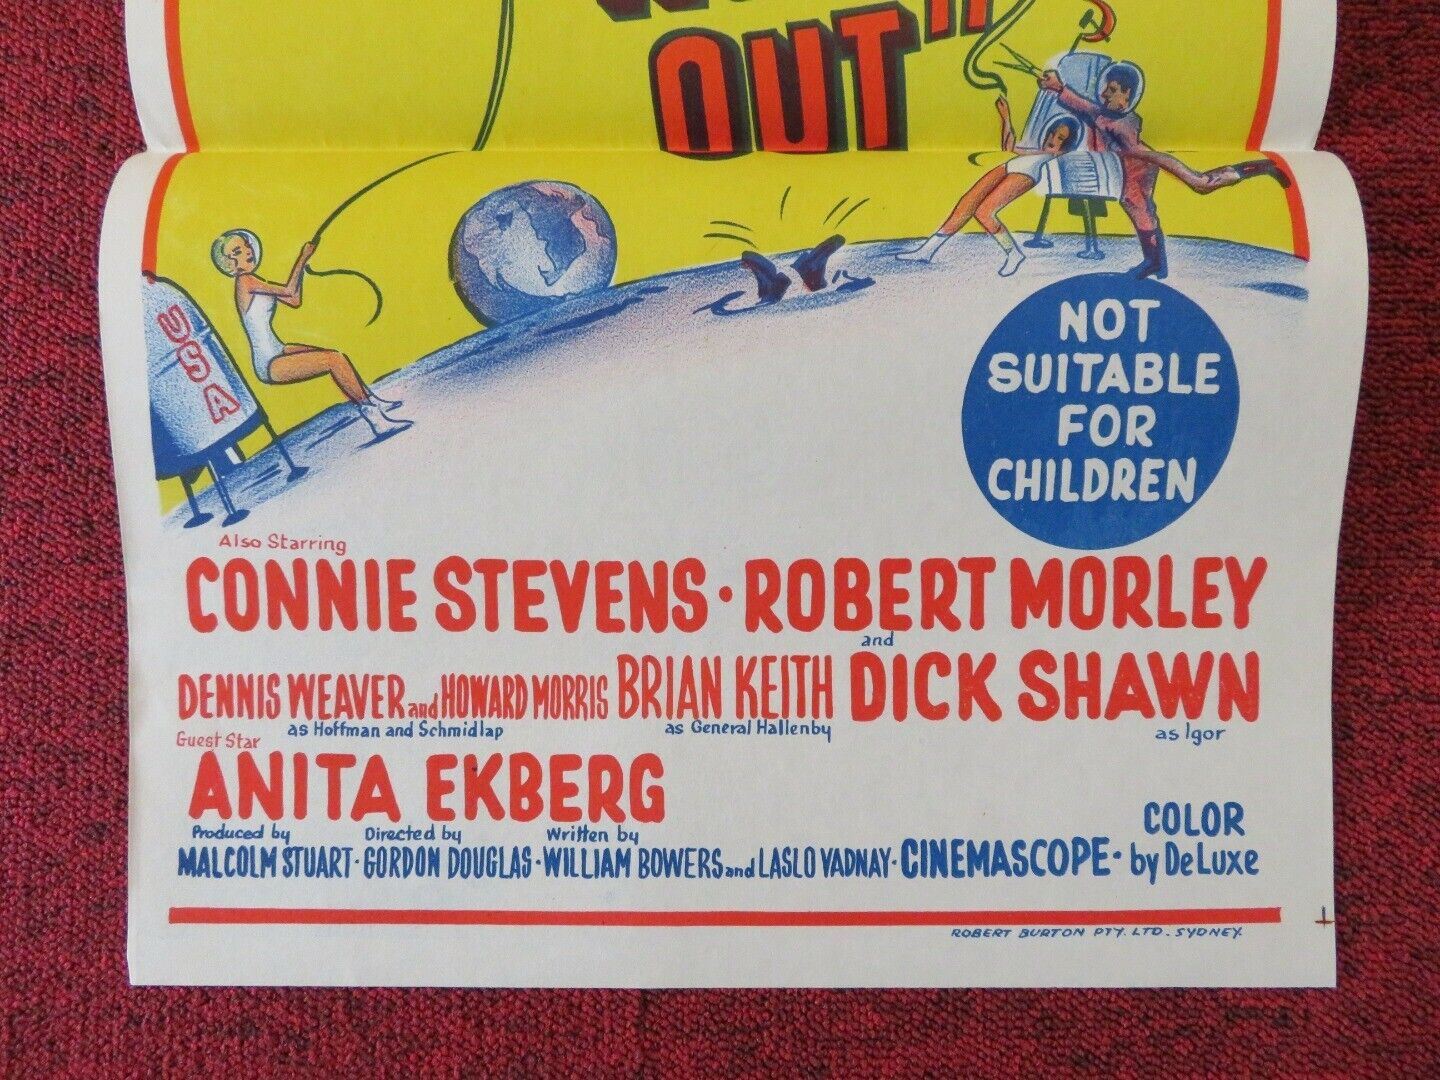 OUT"
USA
NOT
SUITABLE
FOR
CHILDREN
Also Starring
CONNIE STEVENS · ROBERT MORLEY
and
DENNIS WEAVER and HOWARD MORRIS BRIAN KEITH DICK SHAWN
as Hoffman and Schmidlap as General Hallenby as Igor
Guest Star
ANITA EKBERG
Produced by Directed by Written by
MALCOLM STUART · GORDON DOUGLAS · WILLIAM BOWERS and LASLO VADNAY · CINEMASCOPE ·
COLOR
by DeLuxe
ROBERT BURTON PTY. LTD. SYDNEY.